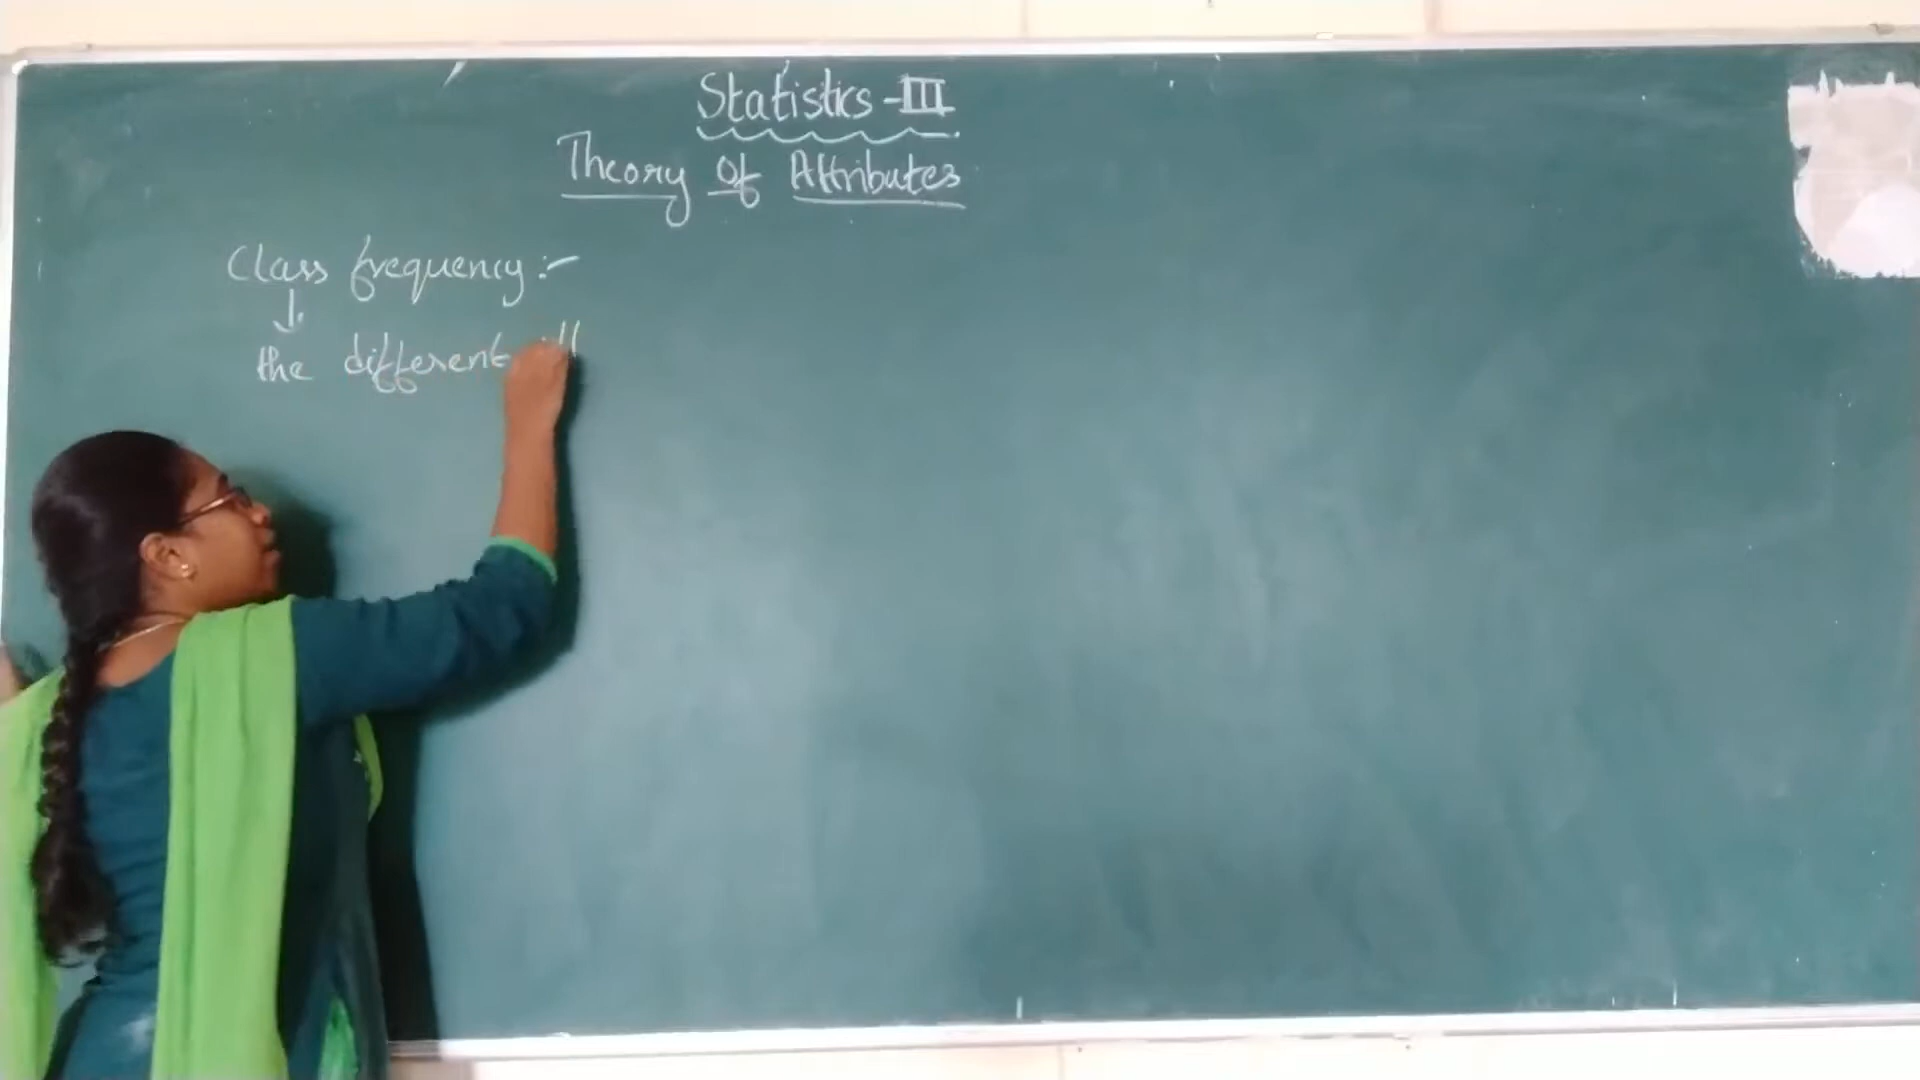 Statistics - III
Theory Of Attributes
Class frequency :-
the different